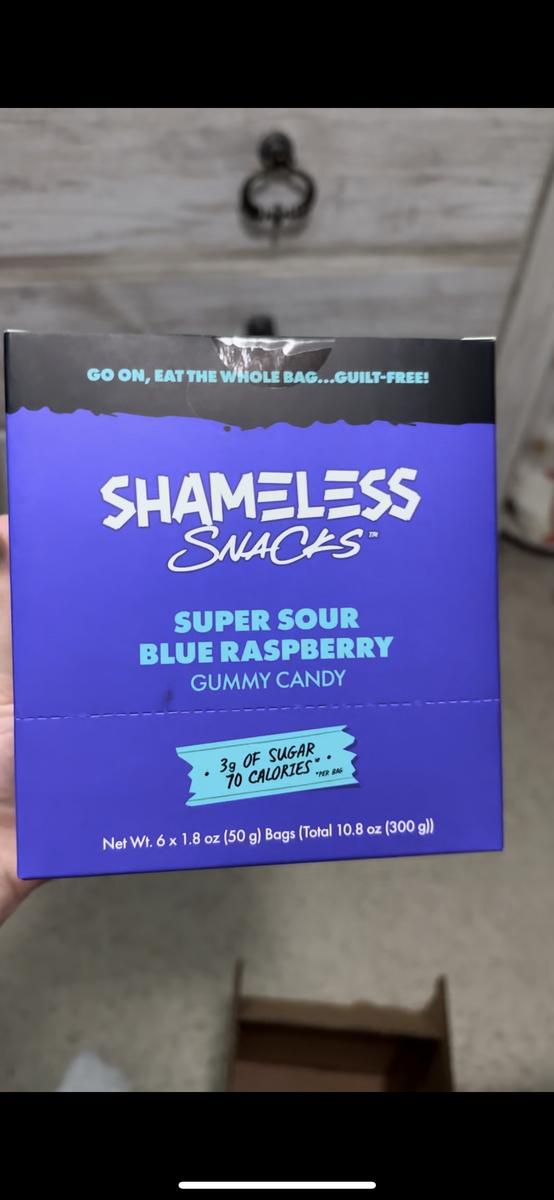 GO ON, EAT THE WHOLE BAG...GUILT-FREE!
SHAMELESS
SNACKS™
SUPER SOUR
BLUE RASPBERRY
GUMMY CANDY
• 3g OF SUGAR •
70 CALORIES* *PER BAG
Net Wt. 6 x 1.8 oz (50 g) Bags (Total 10.8 oz (300 g))